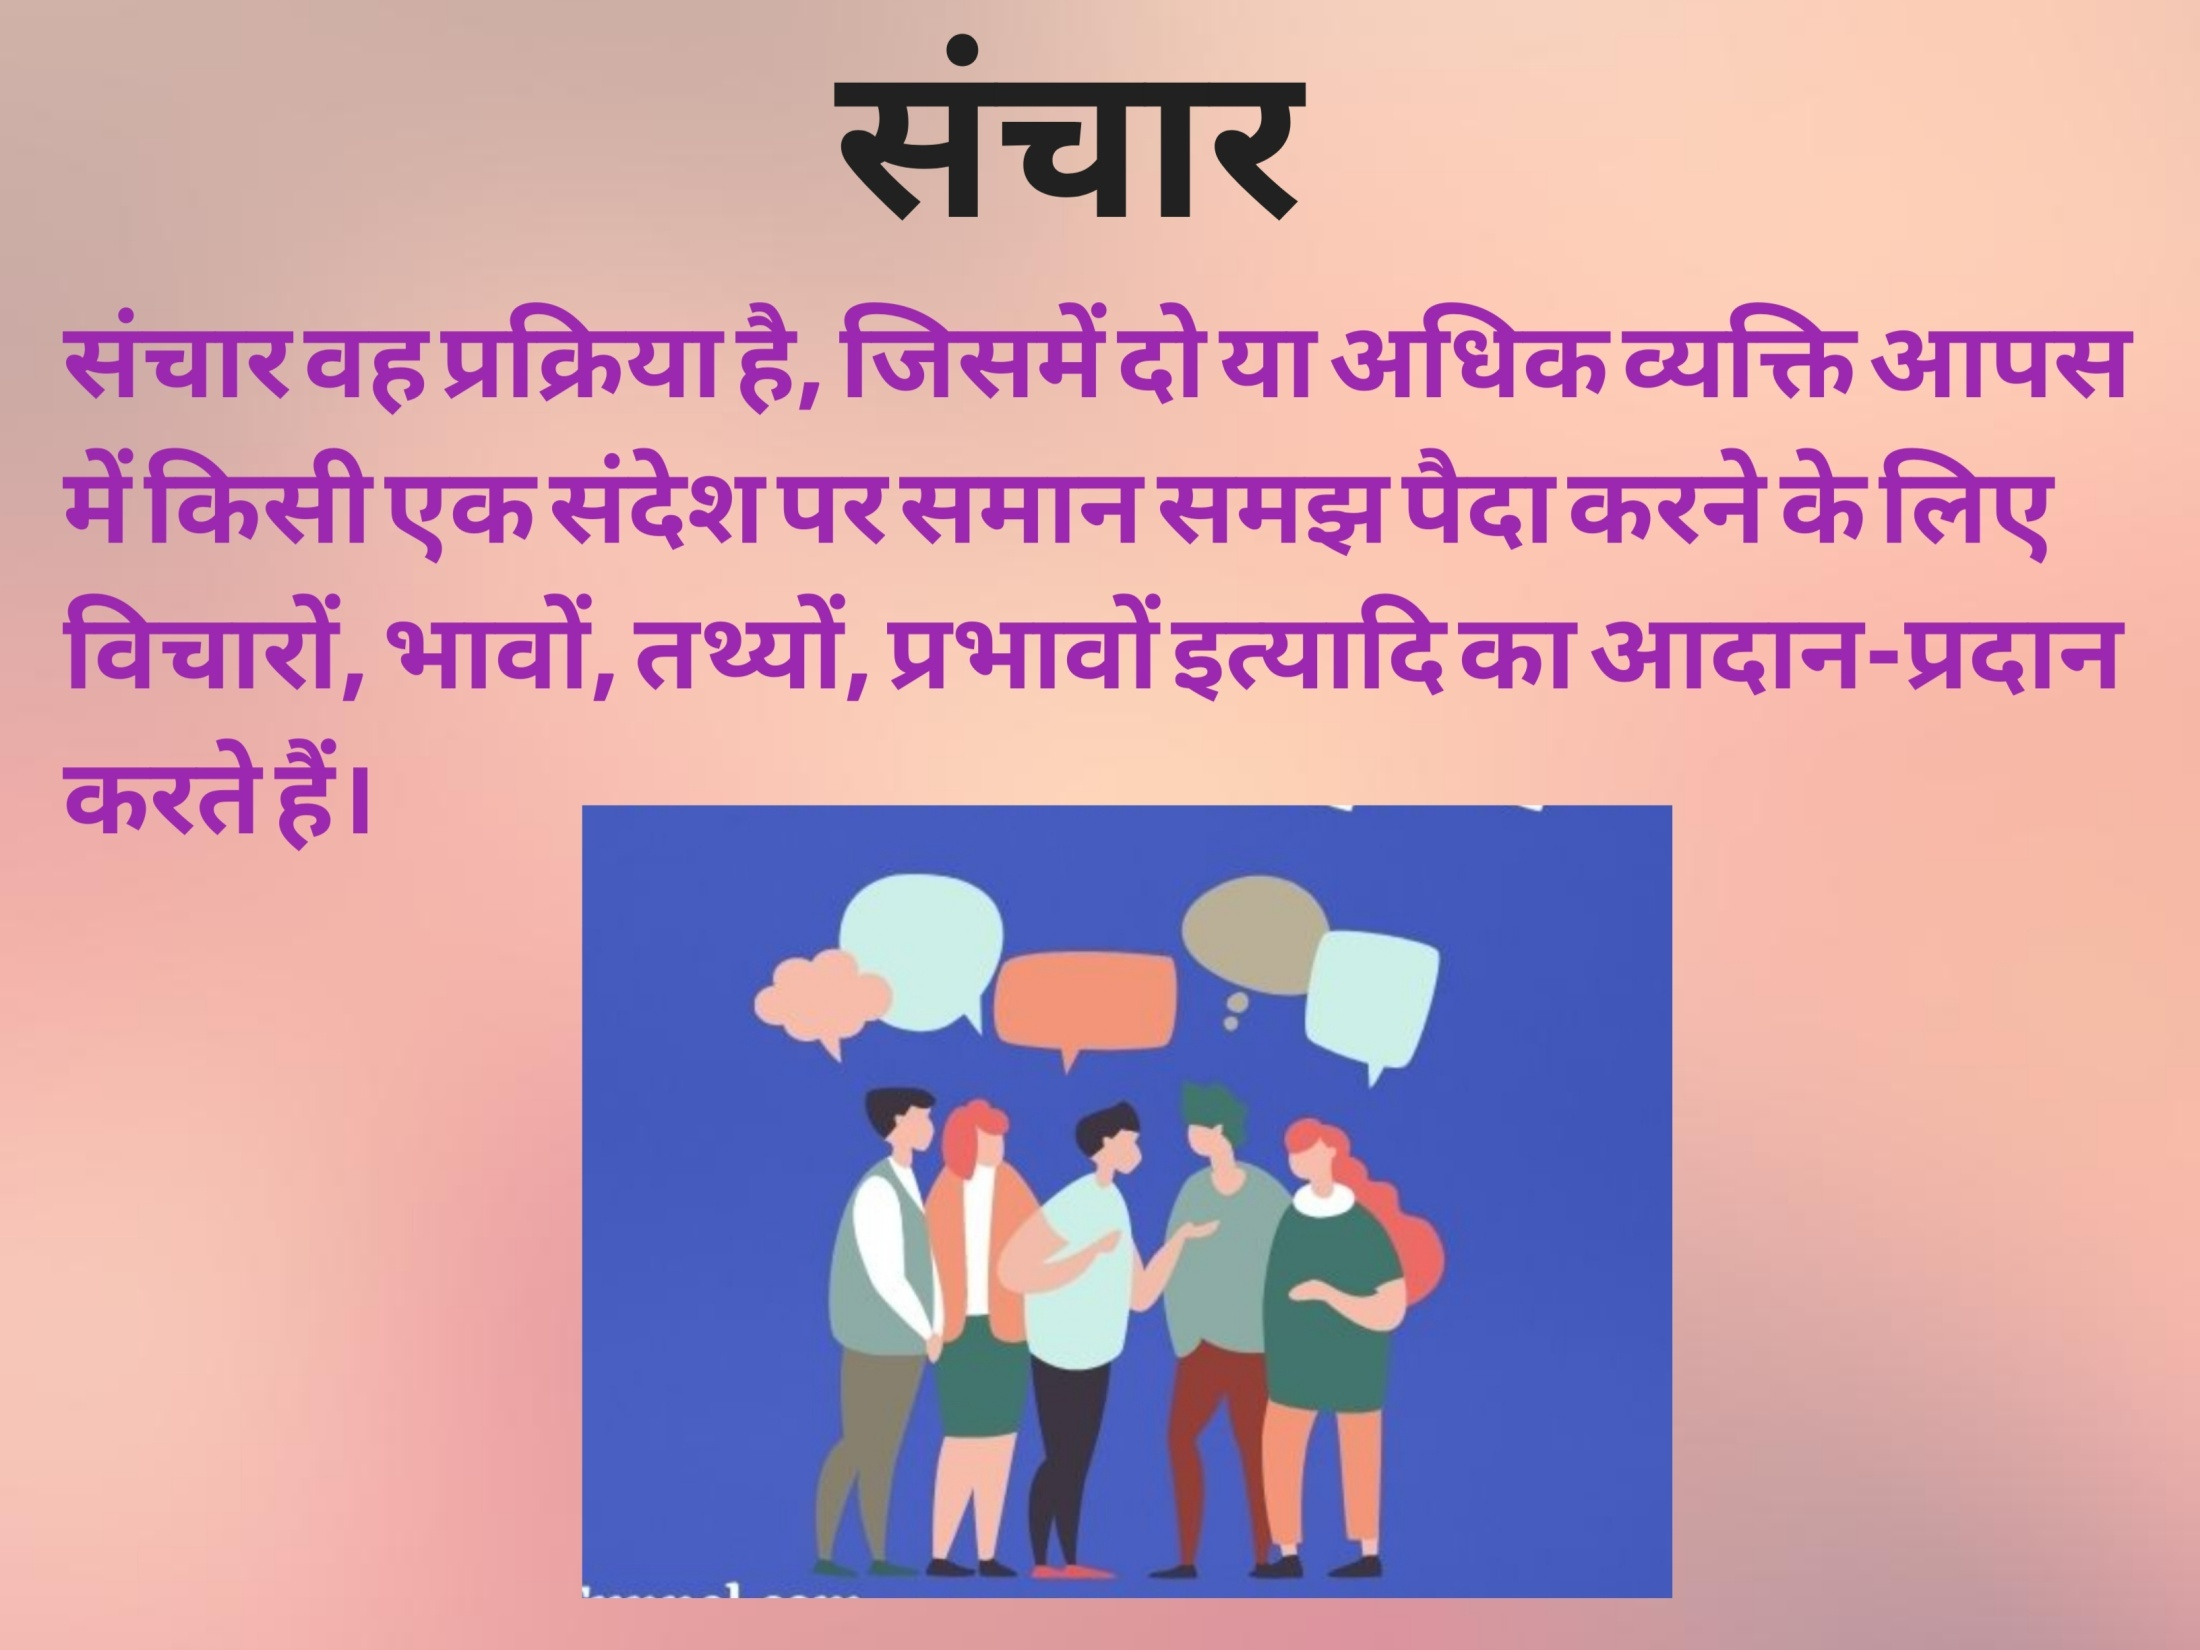 संचार
संचार वह प्रक्रिया है, जिसमें दो या अधिक व्यक्ति आपस
में किसी एक संदेश पर समान समझ पैदा करने के लिए
विचारों, भावों, तथ्यों, प्रभावों इत्यादि का आदान-प्रदान
करते हैं।